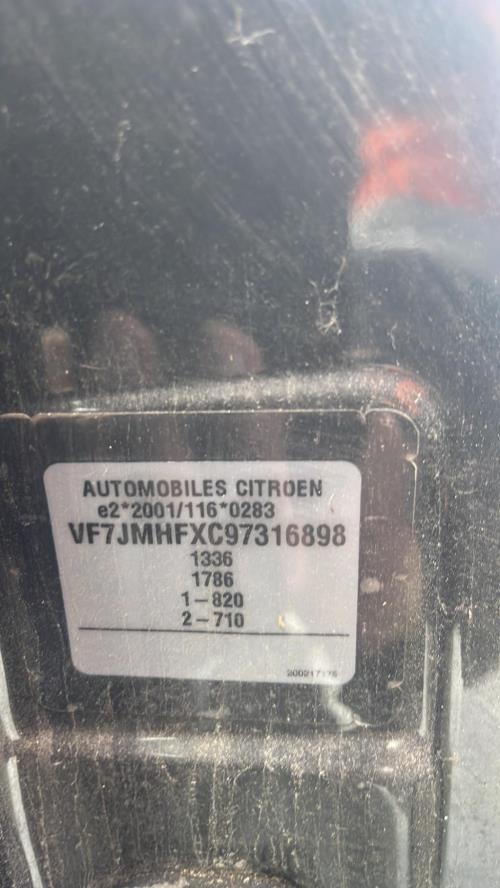 AUTOMOBILES CITROEN
e2*2001/116*0283
VF7JMHFXC97316898
1336
1786
1-820
2-710